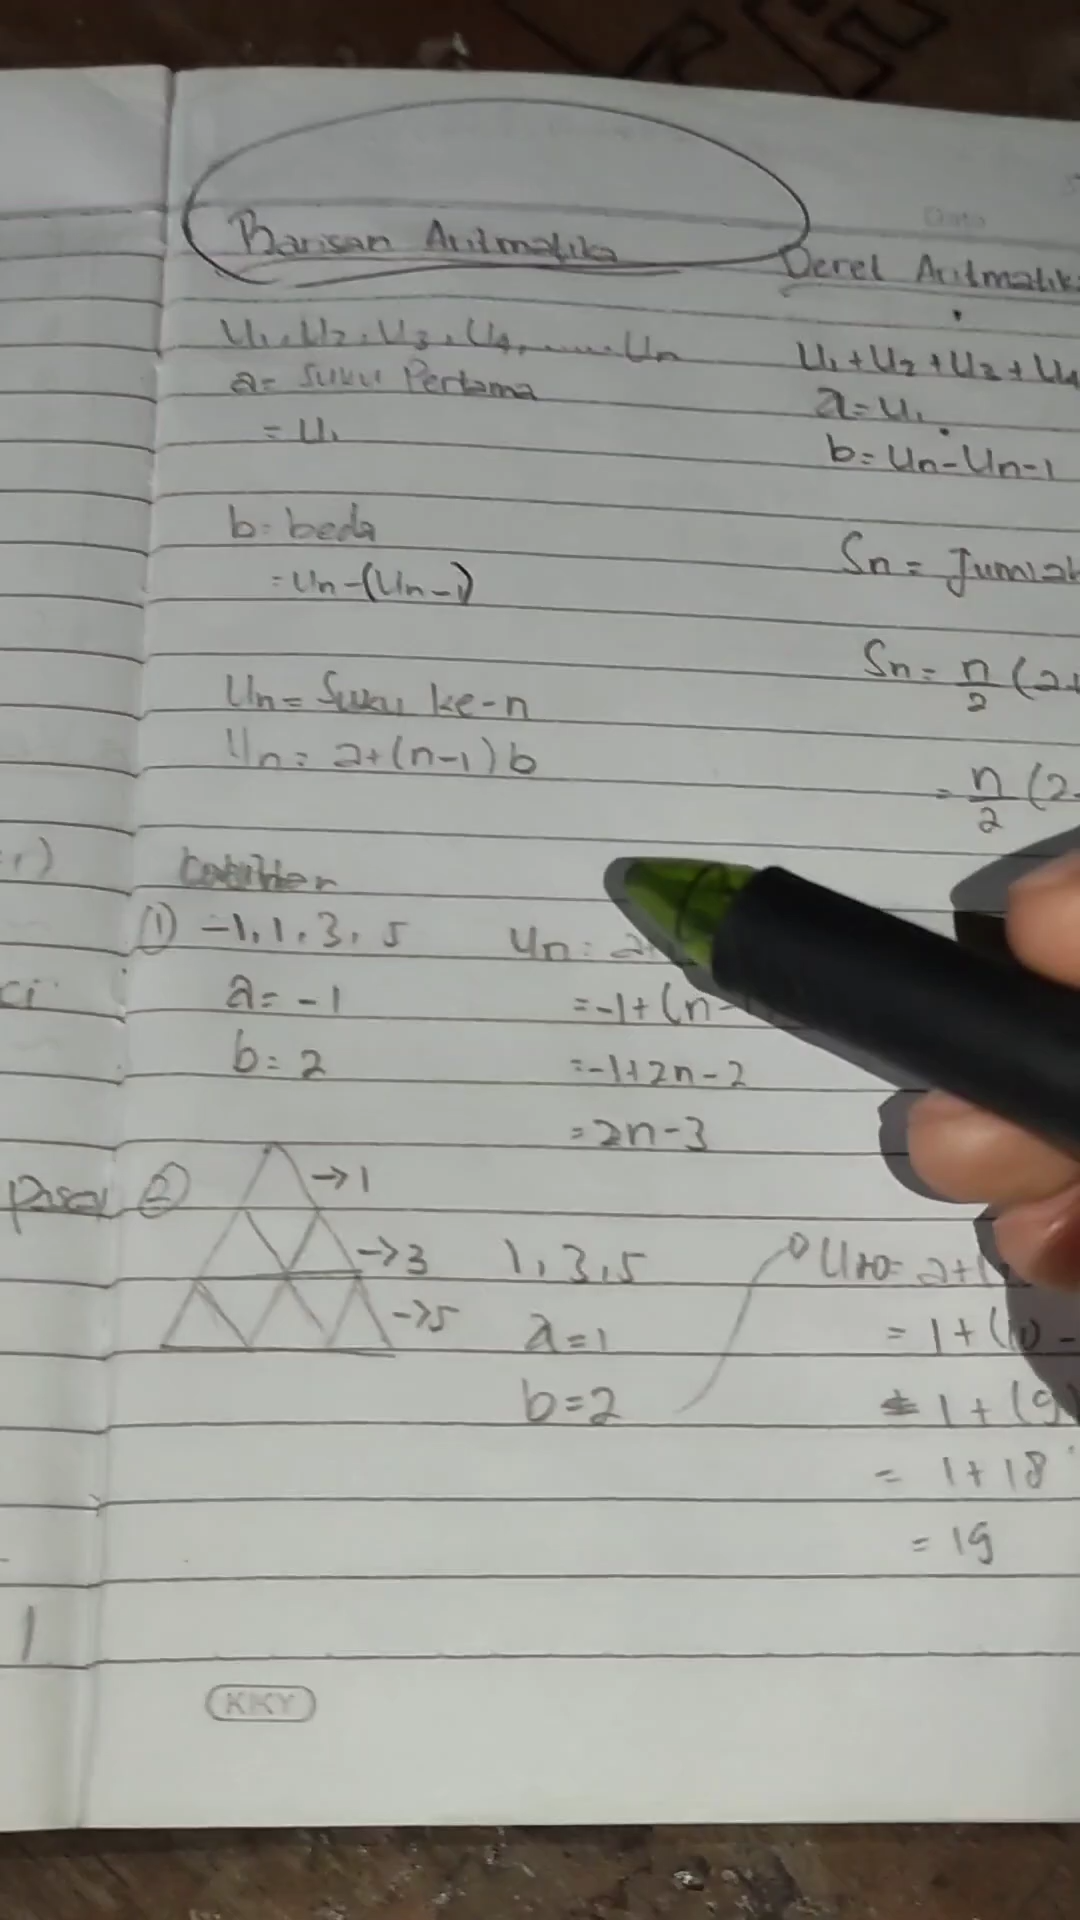 Date
Barisan Aritmatika
U1, U2, U3, U4, ...... Un
a = Suku Pertama
= U1
b = beda
= Un-(Un-1)
Un = Suku ke-n
Un = a+(n-1)b
① -1, 1, 3, 5
a = -1
b = 2
Un =
= -1+(n-
= -1+2n-2
= 2n-3
② →1
→3
→5
1, 3, 5
a = 1
b = 2
U10 = a+(
= 1+(10-
= 1+(9)
= 1+18
= 19
Deret Aritmatik
U1+U2+U3+U4
a = U1
b = Un-Un-1
Sn = Jumlah
Sn = n/2 (2
= n/2 (2
KKY